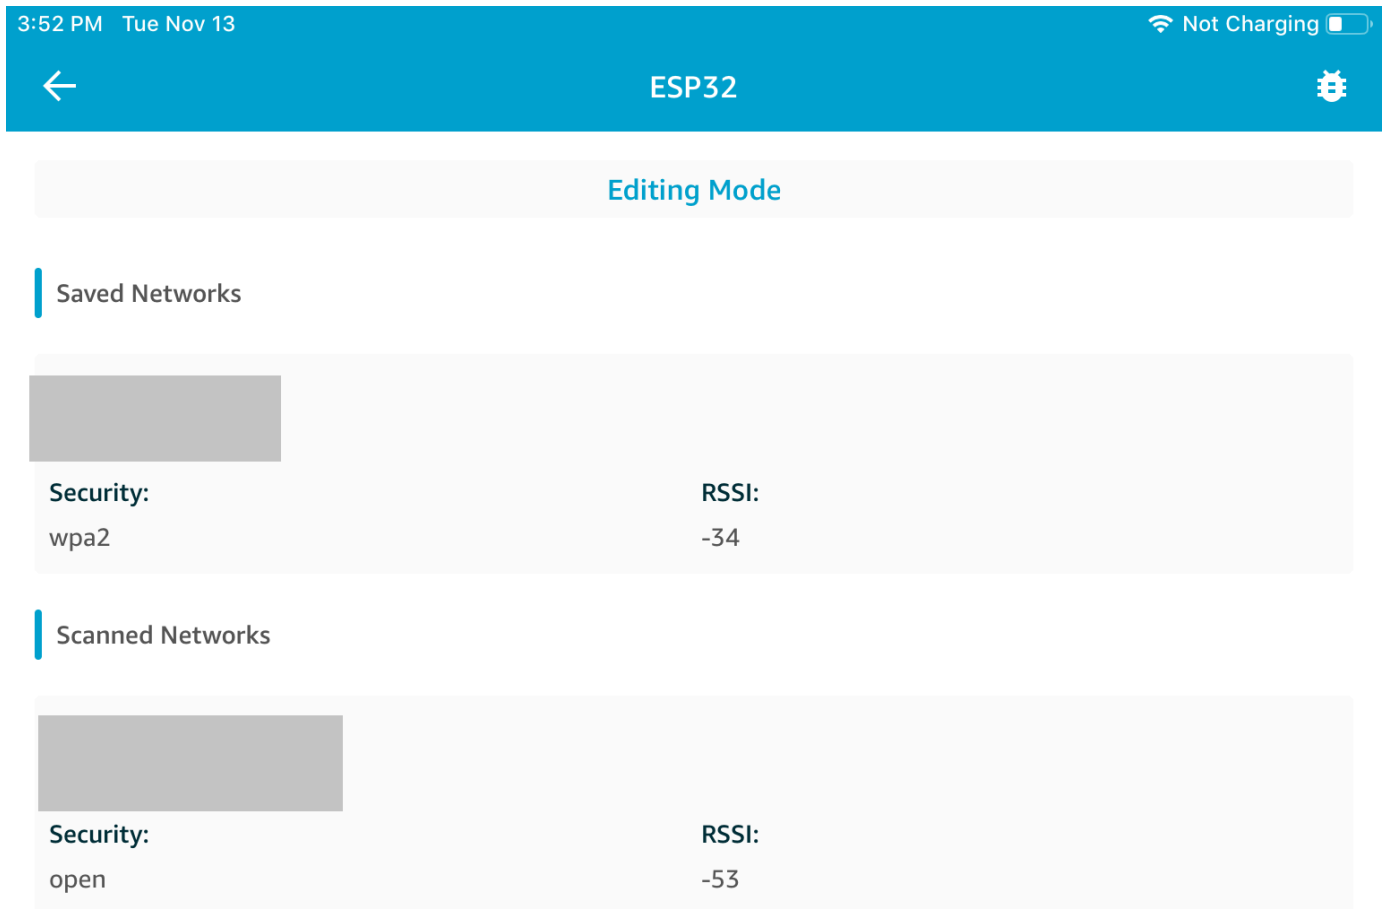 3:52 PM Tue Nov 13 Not Charging
ESP32
Editing Mode
Saved Networks
Security: RSSI:
wpa2 -34
Scanned Networks
Security: RSSI:
open -53